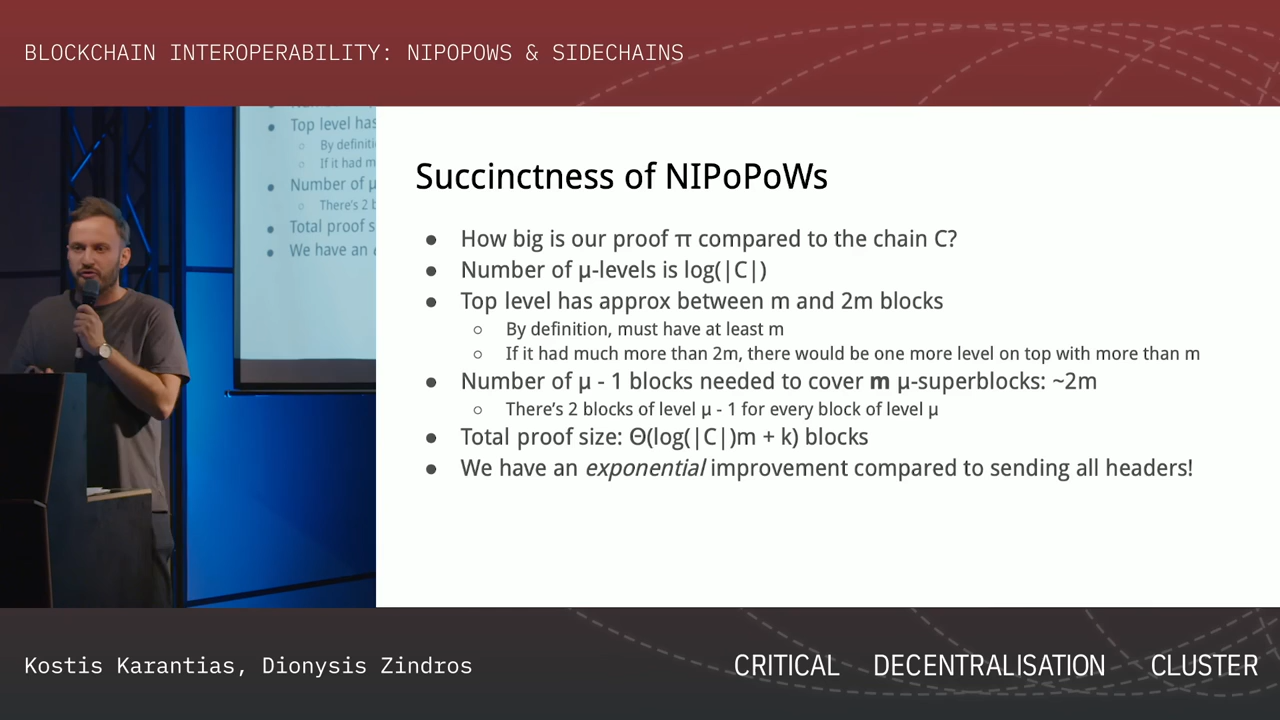 BLOCKCHAIN INTEROPERABILITY: NIPOPOWS & SIDECHAINS
Top level has
By definiti
If it had m
Number of μ
There's 2 b
Total proof s
We have an
Succinctness of NIPoPoWs
● How big is our proof π compared to the chain C?
● Number of μ-levels is log(|C|)
● Top level has approx between m and 2m blocks
○ By definition, must have at least m
○ If it had much more than 2m, there would be one more level on top with more than m
● Number of μ - 1 blocks needed to cover m μ-superblocks: ~2m
○ There's 2 blocks of level μ - 1 for every block of level μ
● Total proof size: Θ(log(|C|)m + k) blocks
● We have an exponential improvement compared to sending all headers!
Kostis Karantias, Dionysis Zindros
CRITICAL DECENTRALISATION CLUSTER